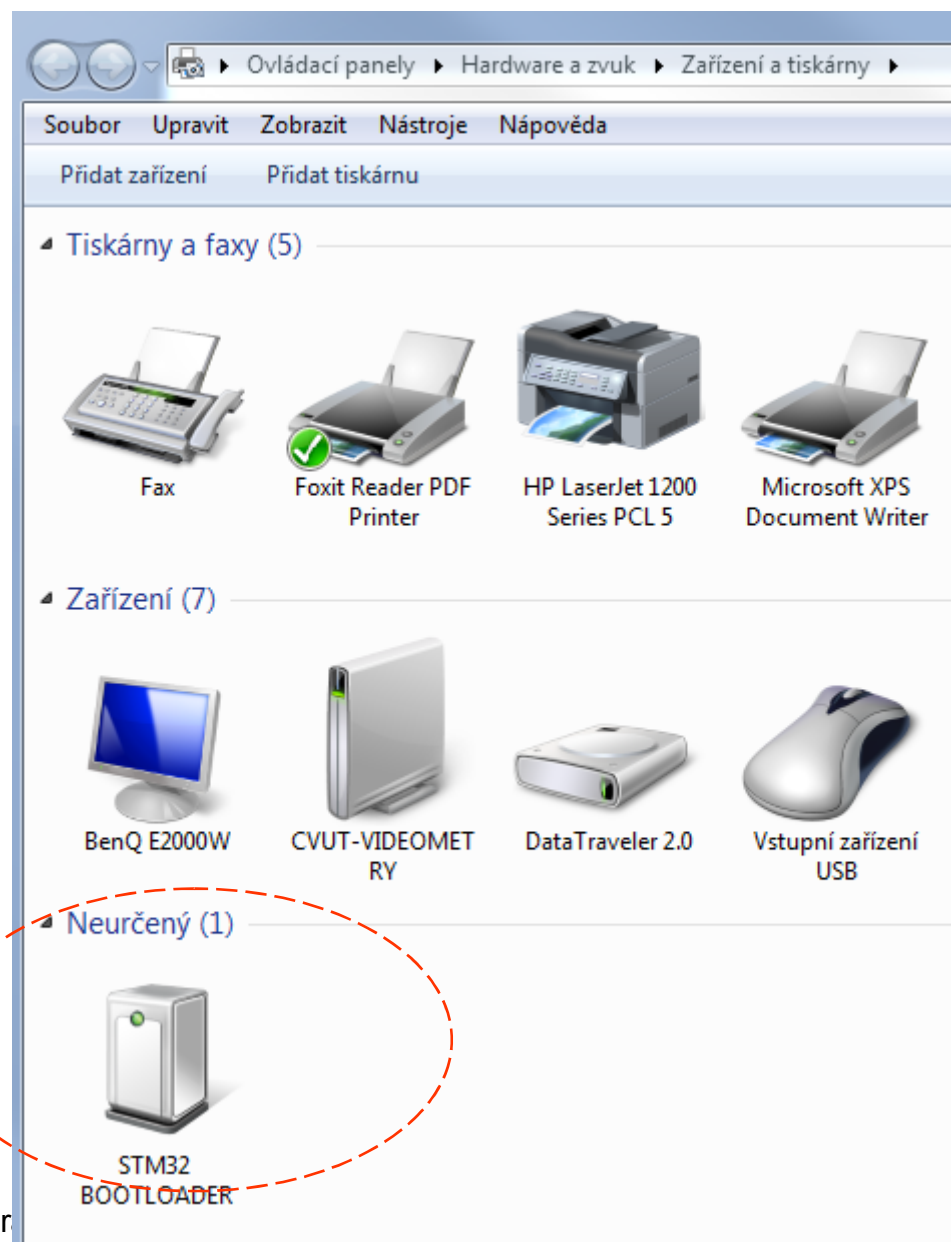 Ovládací panely ▸ Hardware a zvuk ▸ Zařízení a tiskárny ▸
Soubor Upravit Zobrazit Nástroje Nápověda
Přidat zařízení Přidat tiskárnu
Tiskárny a faxy (5)
Fax
Foxit Reader PDF
Printer
HP LaserJet 1200
Series PCL 5
Microsoft XPS
Document Writer
Zařízení (7)
BenQ E2000W
CVUT-VIDEOMET
RY
DataTraveler 2.0
Vstupní zařízení
USB
Neurčený (1)
STM32
BOOTLOADER